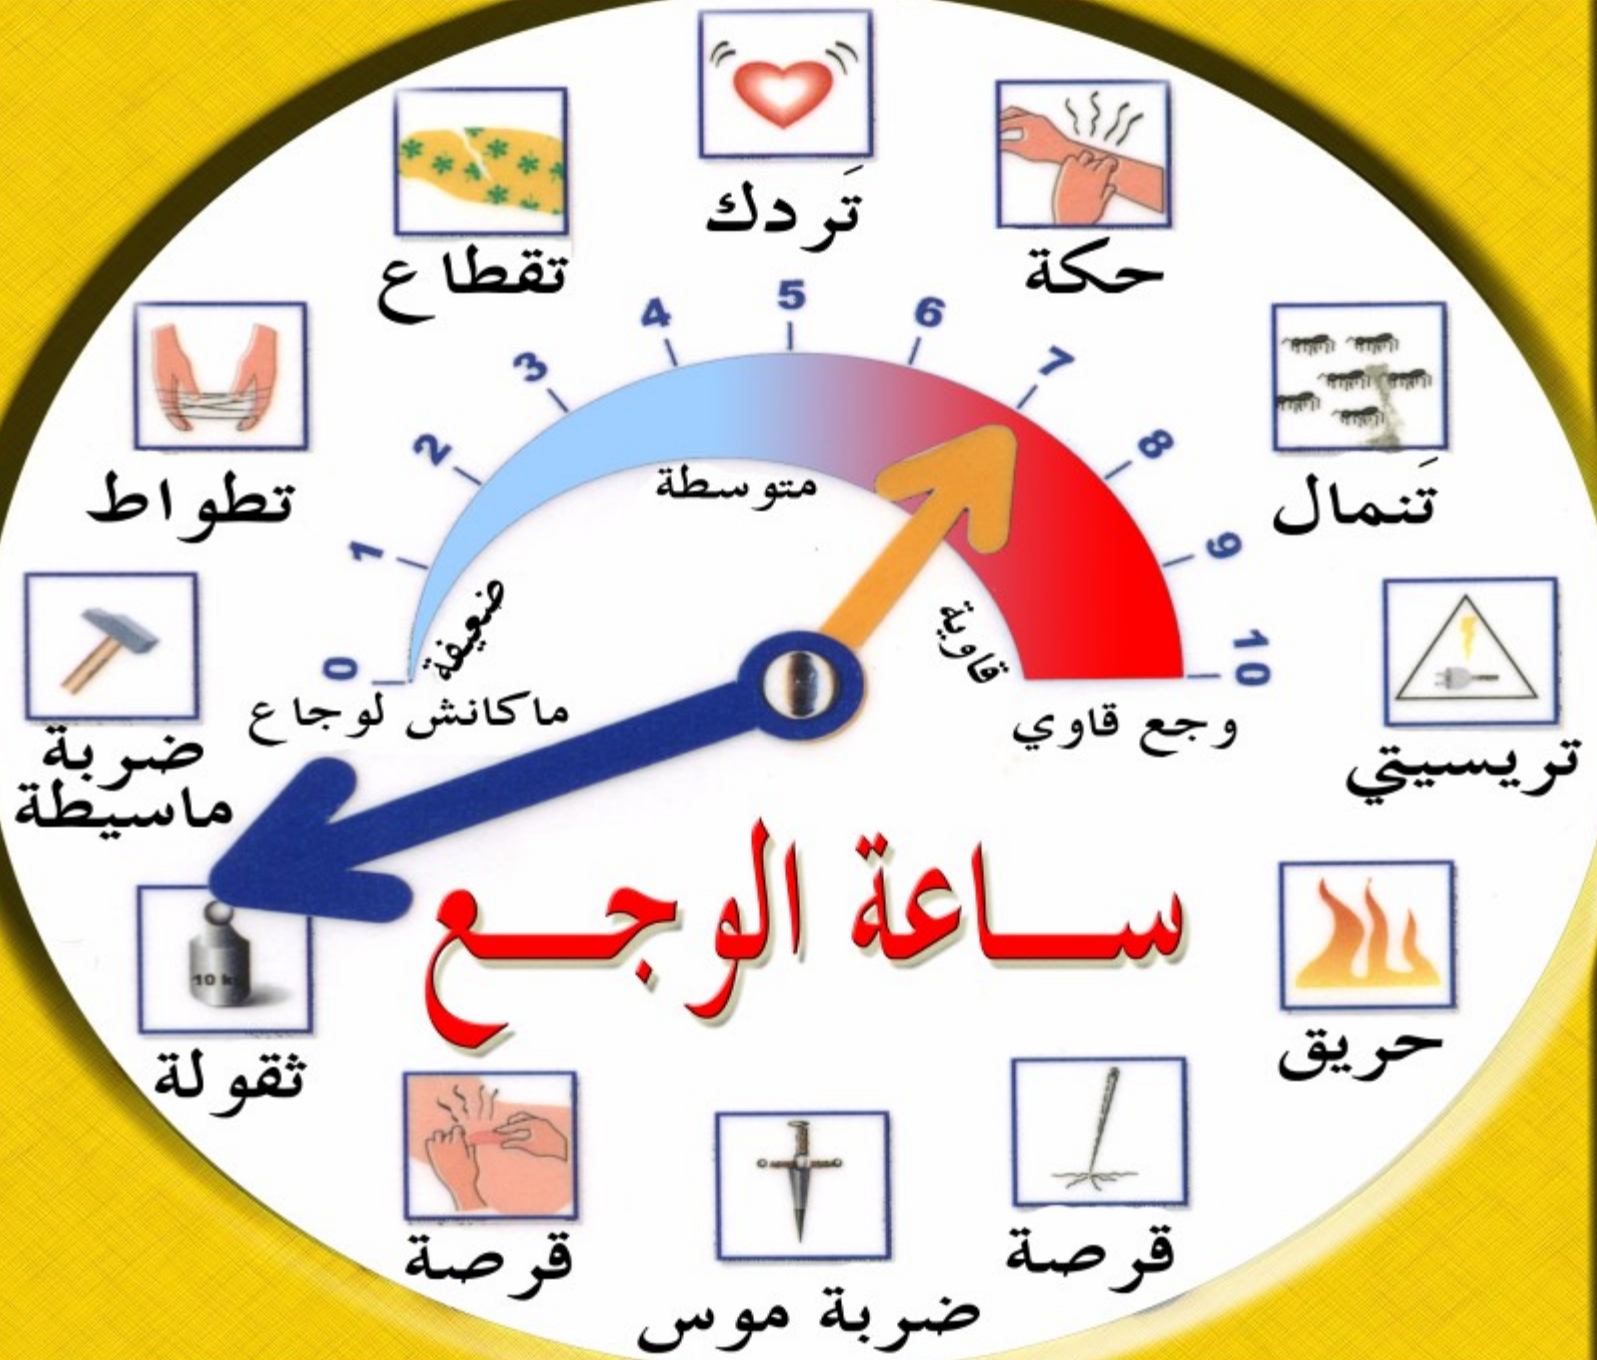 تَردك
حكة
تقطاع
5
4
6
3
7
تَنمال
تطواط
2
8
متوسطة
1
9
ضعيفة
قاوية
0
10
ماكانش لوجاع
وجع قاوي
ضربة
ماسيطة
تريسيتي
ساعة الوجع
10 k
حريق
ثقولة
قرصة
قرصة
ضربة موس